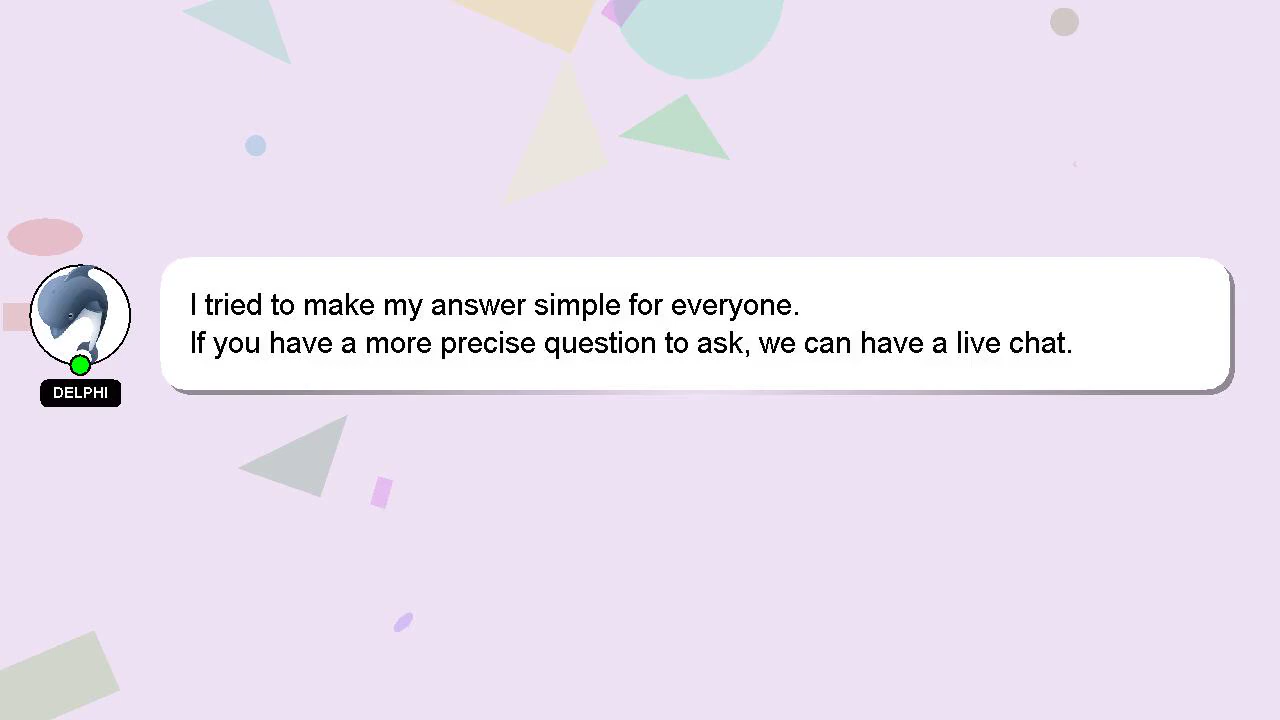 I tried to make my answer simple for everyone.
If you have a more precise question to ask, we can have a live chat.
DELPHI